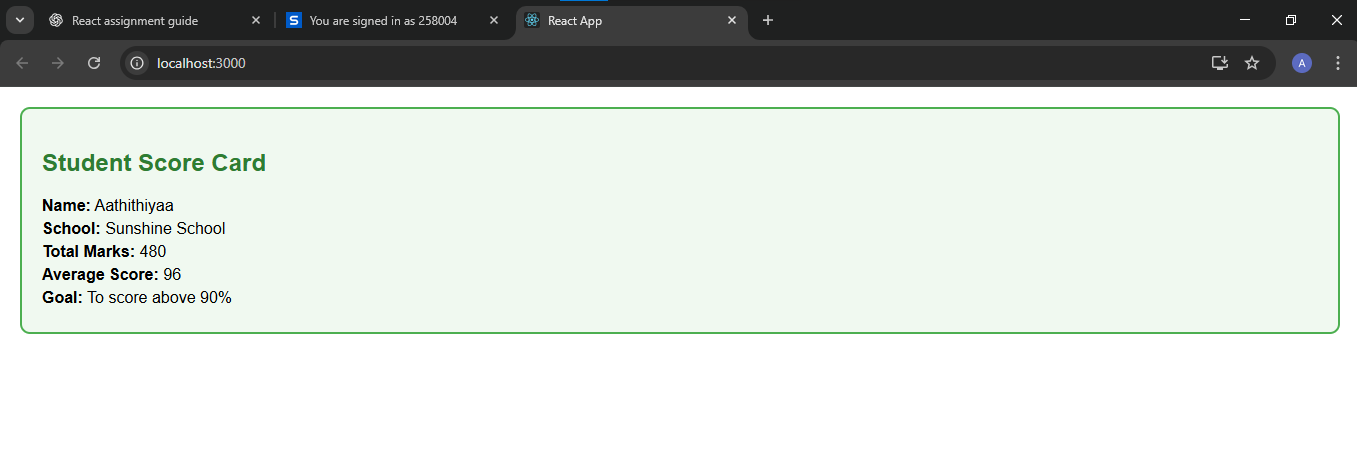 React assignment guide
You are signed in as 258004
React App
localhost:3000
A
Student Score Card
Name: Aathithiyaa
School: Sunshine School
Total Marks: 480
Average Score: 96
Goal: To score above 90%